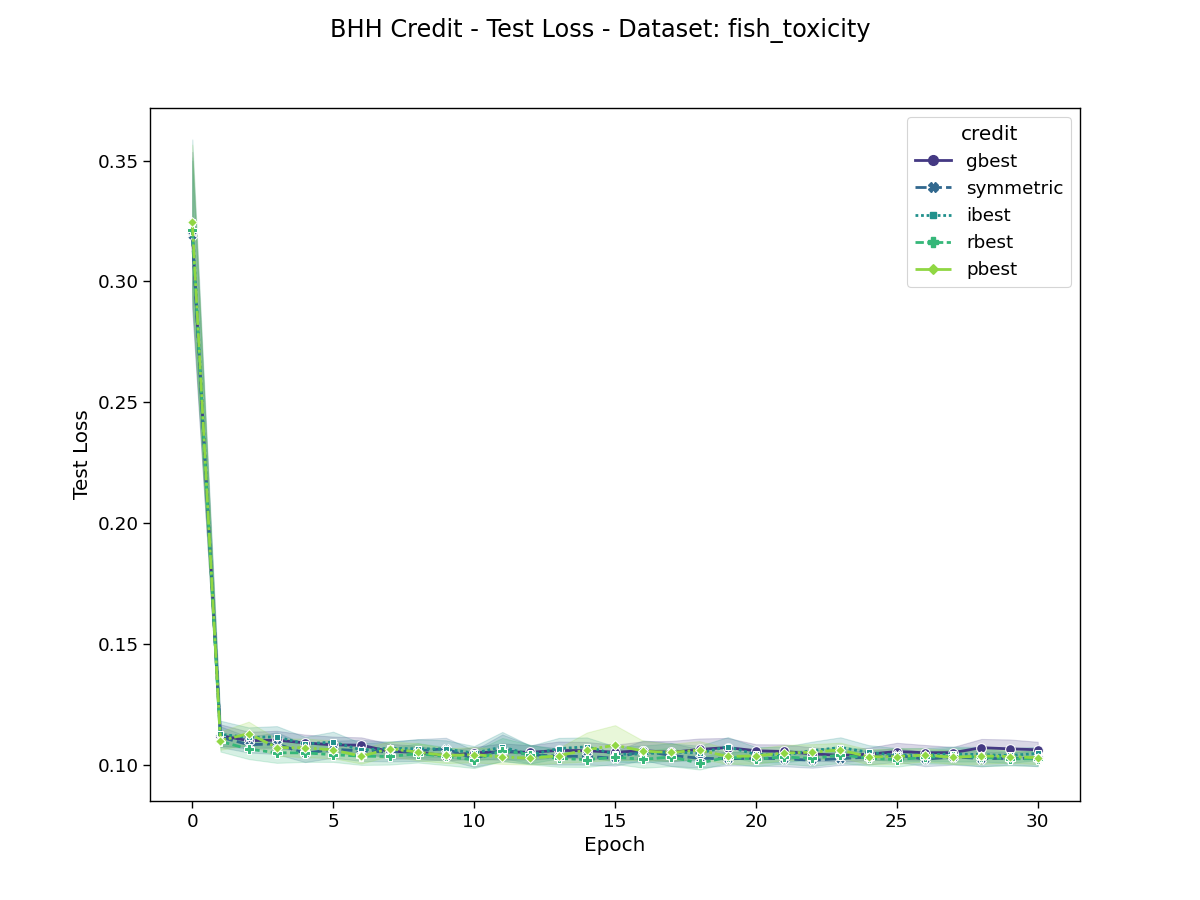 BHH Credit - Test Loss - Dataset: fish_toxicity
credit
gbest
symmetric
ibest
rbest
pbest
Test Loss
0.35
0.30
0.25
0.20
0.15
0.10
0 5 10 15 20 25 30
Epoch